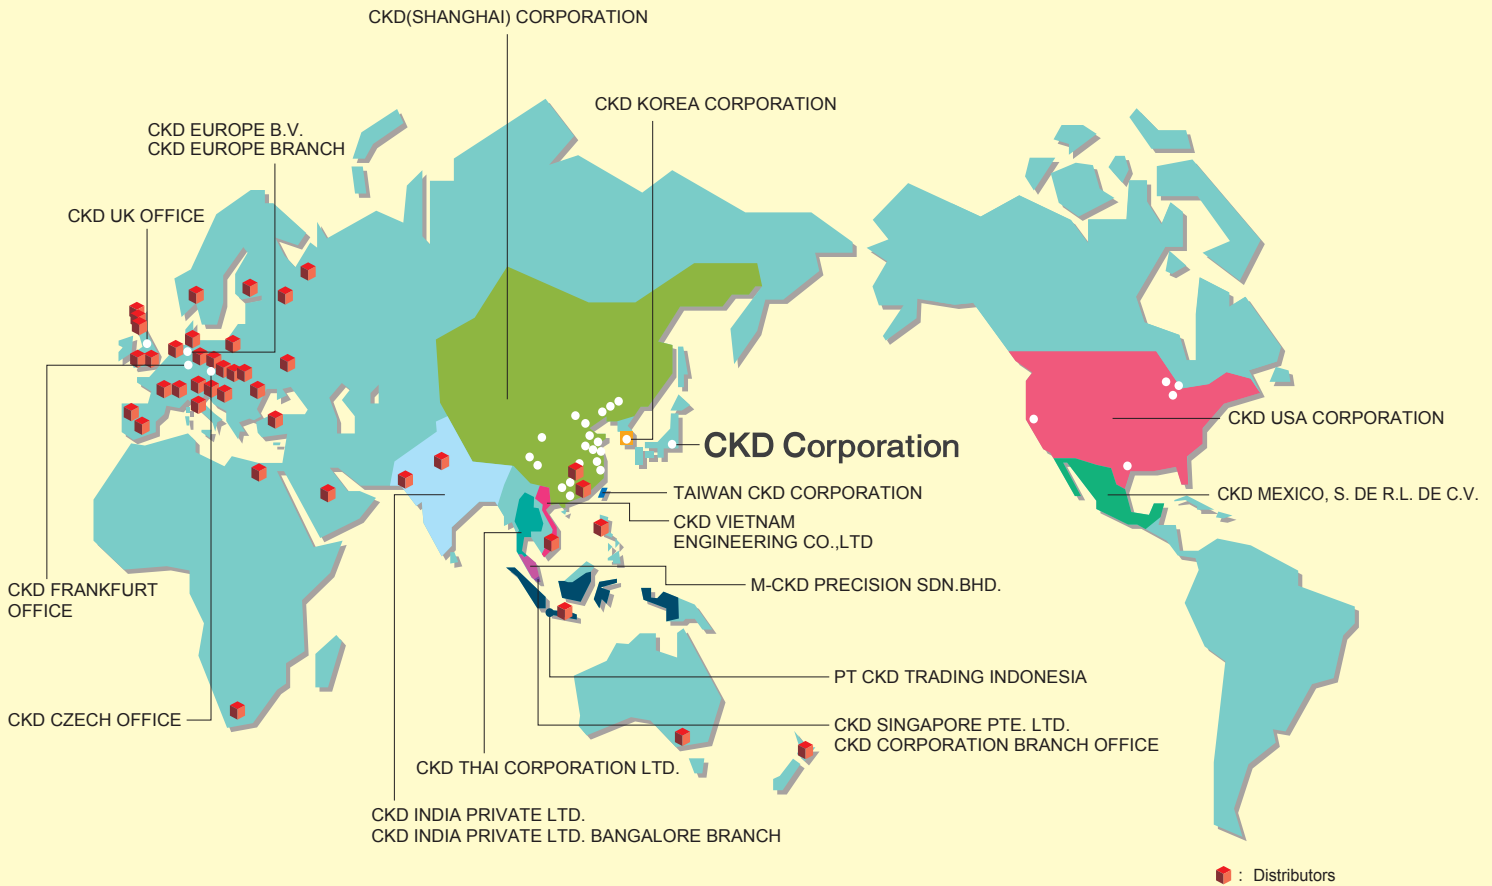 CKD(SHANGHAI) CORPORATION
CKD KOREA CORPORATION
CKD EUROPE B.V.
CKD EUROPE BRANCH
CKD UK OFFICE
CKD USA CORPORATION
CKD Corporation
TAIWAN CKD CORPORATION
CKD MEXICO, S. DE R.L. DE C.V.
CKD VIETNAM
ENGINEERING CO.,LTD
M-CKD PRECISION SDN.BHD.
CKD FRANKFURT
OFFICE
PT CKD TRADING INDONESIA
CKD CZECH OFFICE
CKD SINGAPORE PTE. LTD.
CKD CORPORATION BRANCH OFFICE
CKD THAI CORPORATION LTD.
CKD INDIA PRIVATE LTD.
CKD INDIA PRIVATE LTD. BANGALORE BRANCH
: Distributors